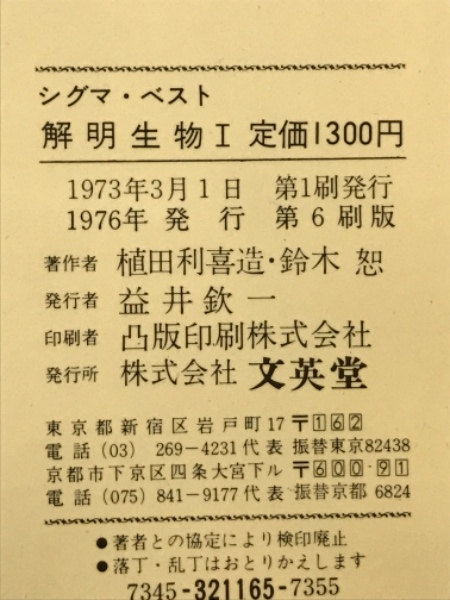 シグマ・ベスト
解明生物Ⅰ 定価1300円
1973年3月1日 第1刷発行
1976年 発行 第6刷版
著作者 植田利喜造・鈴木 恕
発行者 益井欽一
印刷者 凸版印刷株式会社
発行所 株式会社 文英堂
東京都新宿区岩戸町17 〒162
電話(03) 269-4231代表 振替東京82438
京都市下京区四条大宮下ル 〒600-91
電話(075) 841-9177代表 振替京都 6824
●著者との協定により検印廃止
●落丁・乱丁はおとりかえします
7345-321165-7355